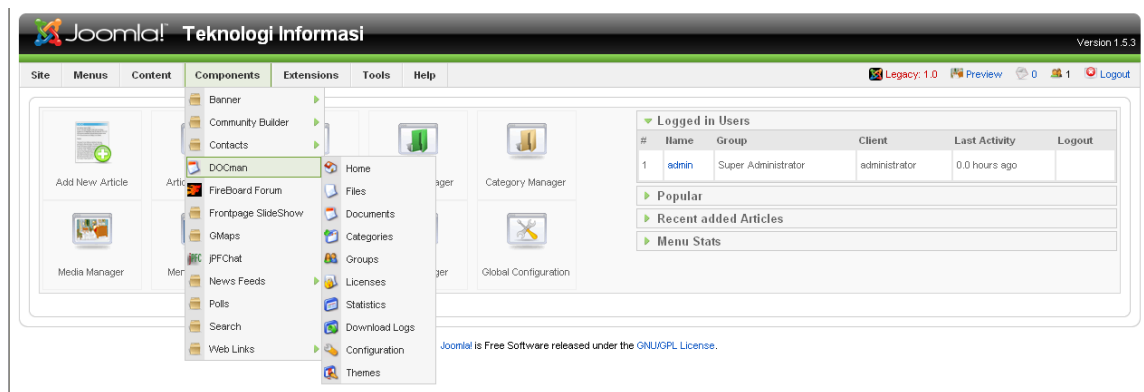 Joomla! Teknologi Informasi
Version 1.5.3
Site Menus Content Components Extensions Tools Help
Legacy: 1.0 Preview 0 1 Logout
Banner
Community Builder
Contacts
DOCman
FireBoard Forum
Frontpage SlideShow
GMaps
jPFChat
News Feeds
Polls
Search
Web Links
Home
Files
Documents
Categories
Groups
Licenses
Statistics
Download Logs
Configuration
Themes
Add New Article
Artic
ager
Category Manager
Media Manager
Men
ger
Global Configuration
Logged in Users
# Name Group Client Last Activity Logout
1 admin Super Administrator administrator 0.0 hours ago
Popular
Recent added Articles
Menu Stats
Joomla! is Free Software released under the GNU/GPL License.